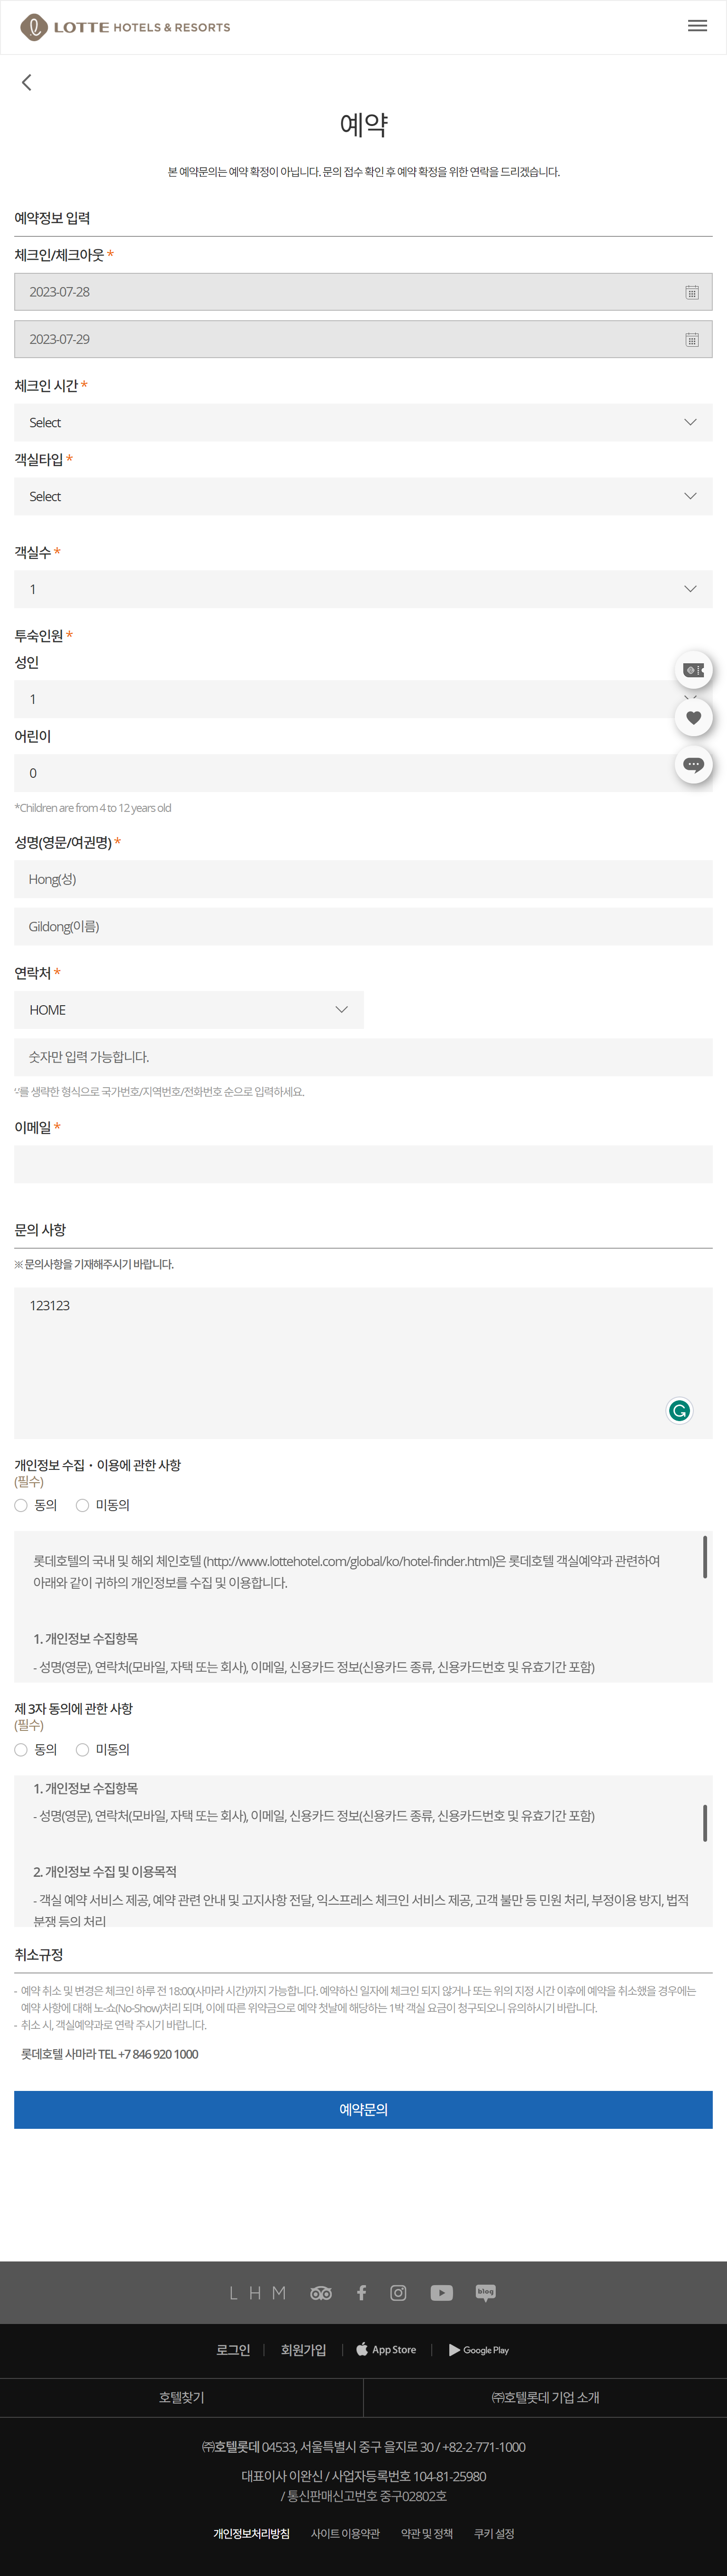 LOTTE HOTELS & RESORTS
예약
본 예약문의는 예약 확정이 아닙니다. 문의 접수 확인 후 예약 확정을 위한 연락을 드리겠습니다.
예약정보 입력
체크인/체크아웃 *
2023-07-28
2023-07-29
체크인 시간 *
Select
객실타입 *
Select
객실수 *
1
투숙인원 *
성인
1
어린이
0
*Children are from 4 to 12 years old
성명(영문/여권명) *
Hong(성)
Gildong(이름)
연락처 *
HOME
숫자만 입력 가능합니다.
'-'를 생략한 형식으로 국가번호/지역번호/전화번호 순으로 입력하세요.
이메일 *
문의 사항
※ 문의사항을 기재해주시기 바랍니다.
123123
개인정보 수집・이용에 관한 사항
(필수)
동의 미동의
롯데호텔의 국내 및 해외 체인호텔 (http://www.lottehotel.com/global/ko/hotel-finder.html)은 롯데호텔 객실예약과 관련하여
아래와 같이 귀하의 개인정보를 수집 및 이용합니다.
1. 개인정보 수집항목
- 성명(영문), 연락처(모바일, 자택 또는 회사), 이메일, 신용카드 정보(신용카드 종류, 신용카드번호 및 유효기간 포함)
제 3자 동의에 관한 사항
(필수)
동의 미동의
1. 개인정보 수집항목
- 성명(영문), 연락처(모바일, 자택 또는 회사), 이메일, 신용카드 정보(신용카드 종류, 신용카드번호 및 유효기간 포함)
2. 개인정보 수집 및 이용목적
- 객실 예약 서비스 제공, 예약 관련 안내 및 고지사항 전달, 익스프레스 체크인 서비스 제공, 고객 불만 등 민원 처리, 부정이용 방지, 법적
분쟁 등의 처리
취소규정
- 예약 취소 및 변경은 체크인 하루 전 18:00(사마라 시간)까지 가능합니다. 예약하신 일자에 체크인 되지 않거나 또는 위의 지정 시간 이후에 예약을 취소했을 경우에는
예약 사항에 대해 노-쇼(No-Show)처리 되며, 이에 따른 위약금으로 예약 첫날에 해당하는 1박 객실 요금이 청구되오니 유의하시기 바랍니다.
- 취소 시, 객실예약과로 연락 주시기 바랍니다.
롯데호텔 사마라 TEL +7 846 920 1000
예약문의
L H M blog
로그인 회원가입 App Store Google Play
호텔찾기 ㈜호텔롯데 기업 소개
㈜호텔롯데 04533, 서울특별시 중구 을지로 30 / +82-2-771-1000
대표이사 이완신 / 사업자등록번호 104-81-25980
/ 통신판매신고번호 중구02802호
개인정보처리방침 사이트 이용약관 약관 및 정책 쿠키 설정